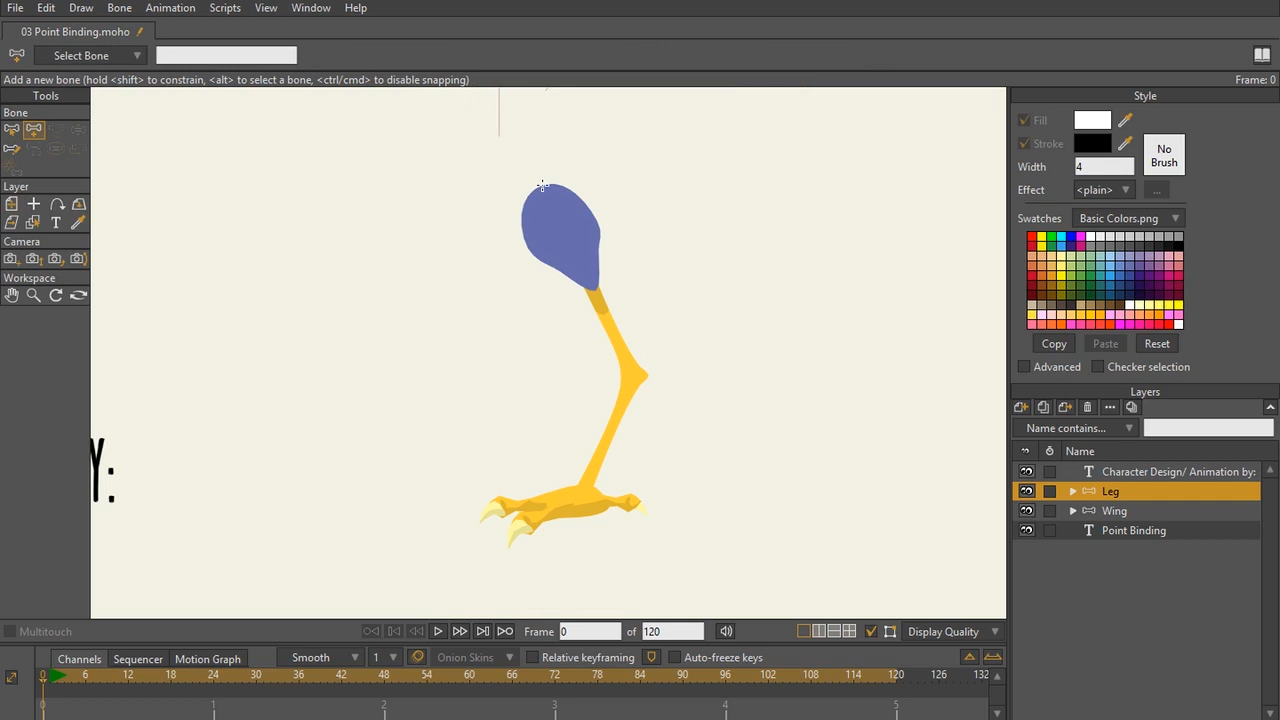 File Edit Draw Bone Animation Scripts View Window Help
03 Point Binding.moho
Select Bone
Add a new bone (hold <shift> to constrain, <alt> to select a bone, <ctrl/cmd> to disable snapping) Frame: 0
Tools
Bone
Layer
Camera
Workspace
Y:
Style
Fill
Stroke
No Brush
Width 4
Effect <plain> ...
Swatches Basic Colors.png
Copy Paste Reset
Advanced Checker selection
Layers
Name contains...
Name
Character Design/ Animation by:
Leg
Wing
Point Binding
Multitouch Frame 0 of 120 Display Quality
Channels Sequencer Motion Graph Smooth 1 Onion Skins Relative keyframing Auto-freeze keys
0 6 12 18 24 30 36 42 48 54 60 66 72 78 84 90 96 102 108 114 120 126 132
0 1 2 3 4 5